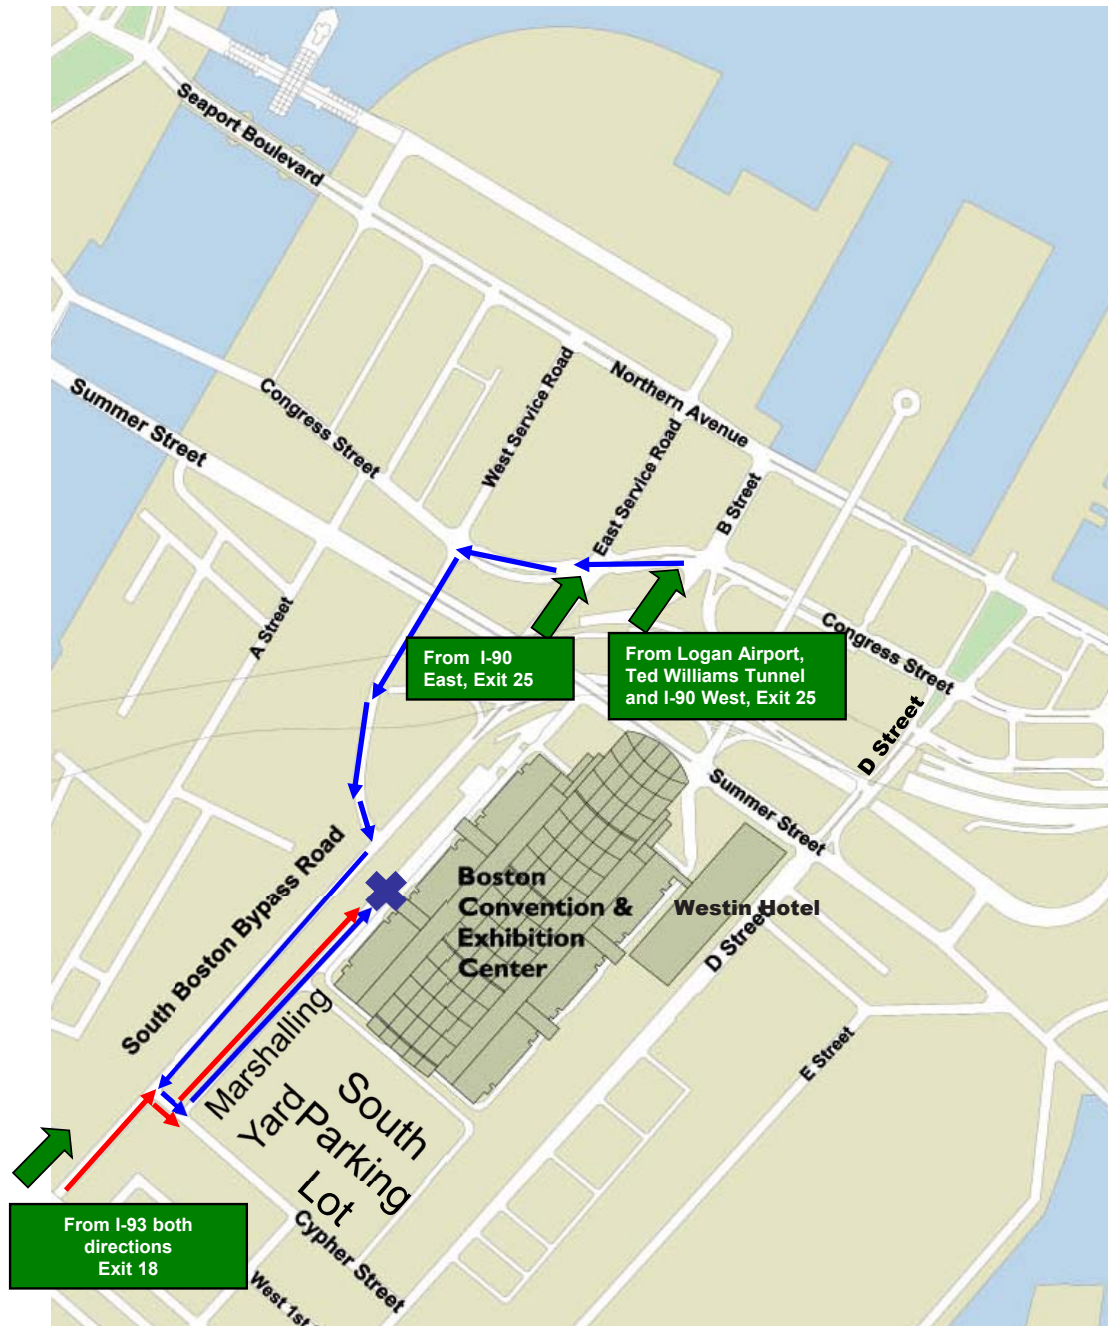 Seaport Boulevard
Northern Avenue
Congress Street
Summer Street
West Service Road
East Service Road
B Street
A Street
Congress Street
From I-90
East, Exit 25
From Logan Airport,
Ted Williams Tunnel
and I-90 West, Exit 25
D Street
Summer Street
South Boston Bypass Road
Boston
Convention &
Exhibition
Center
Westin Hotel
D Street
E Street
Marshalling
Yard
South
Parking
Lot
From I-93 both
directions
Exit 18
Cypher Street
West 1st